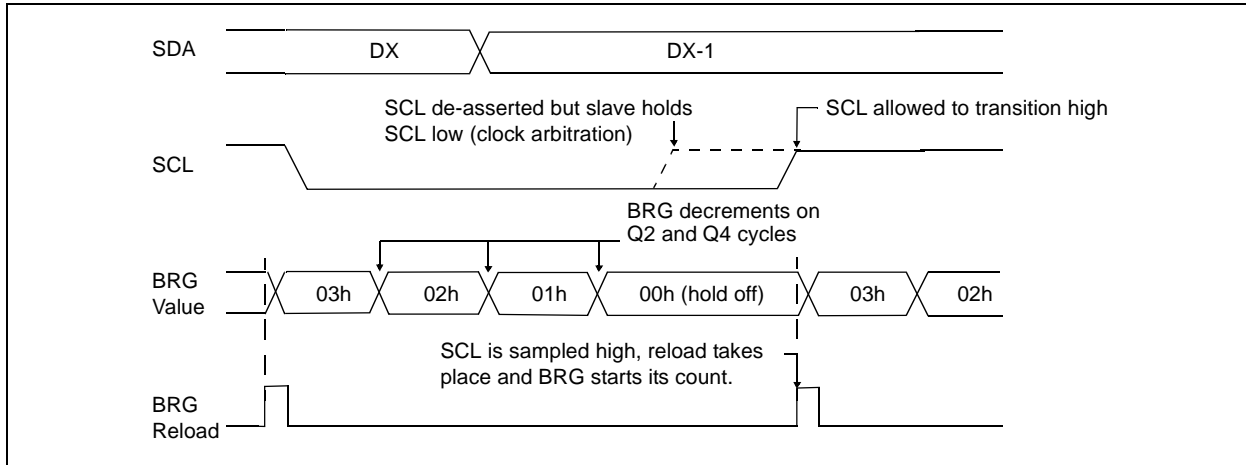 SDA
DX
DX-1
SCL de-asserted but slave holds
SCL low (clock arbitration)
SCL allowed to transition high
SCL
BRG decrements on
Q2 and Q4 cycles
BRG
Value
03h
02h
01h
00h (hold off)
03h
02h
SCL is sampled high, reload takes
place and BRG starts its count.
BRG
Reload